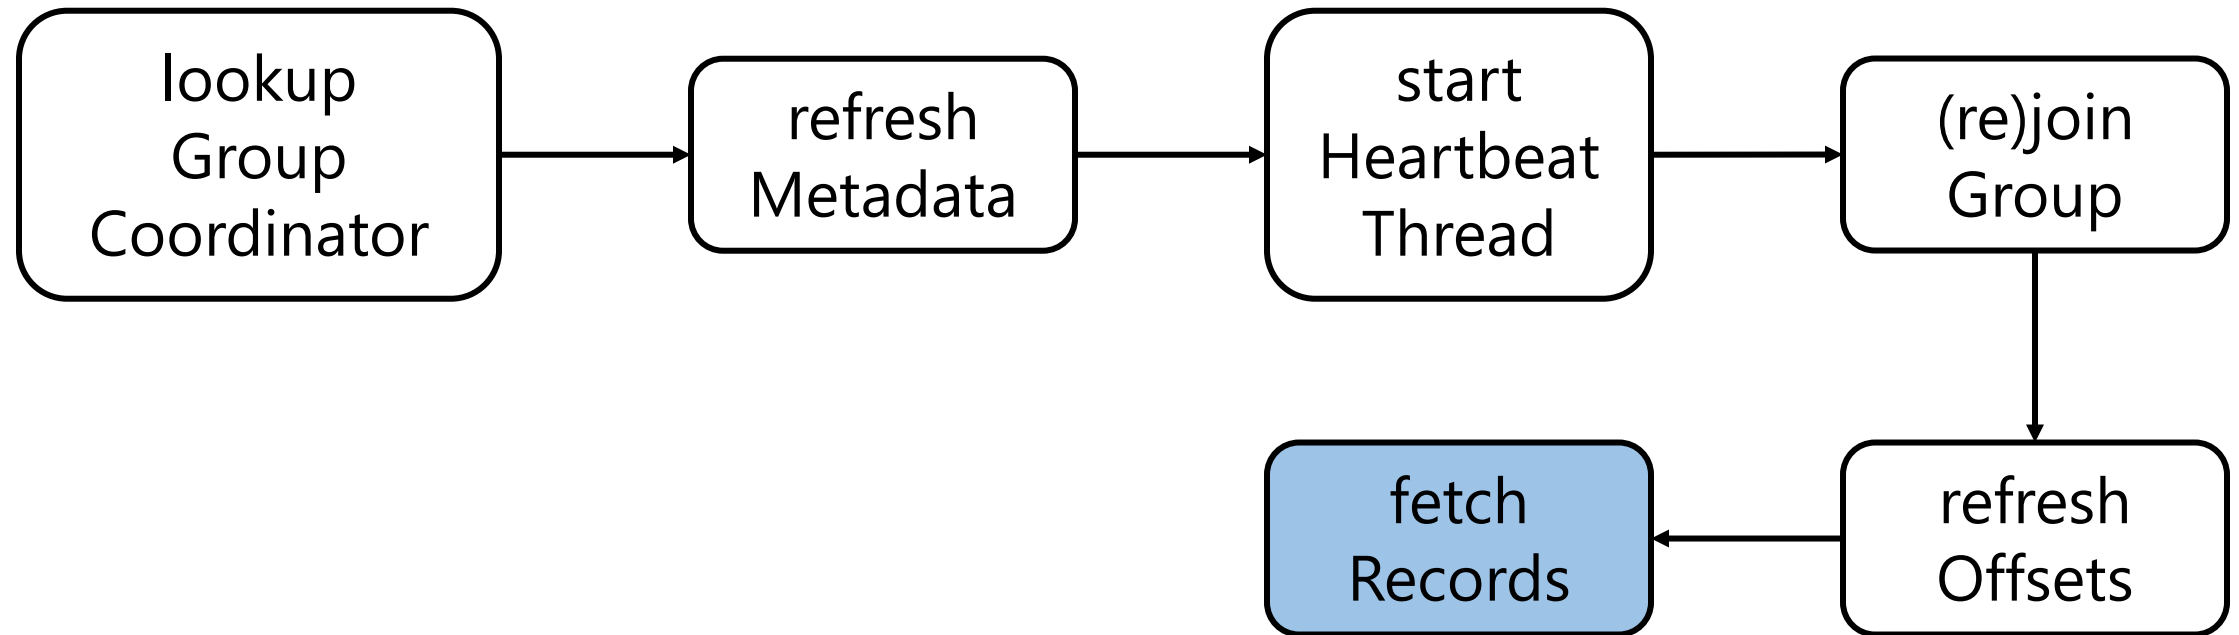 lookup
Group
Coordinator
refresh
Metadata
start
Heartbeat
Thread
(re)join
Group
refresh
Offsets
fetch
Records